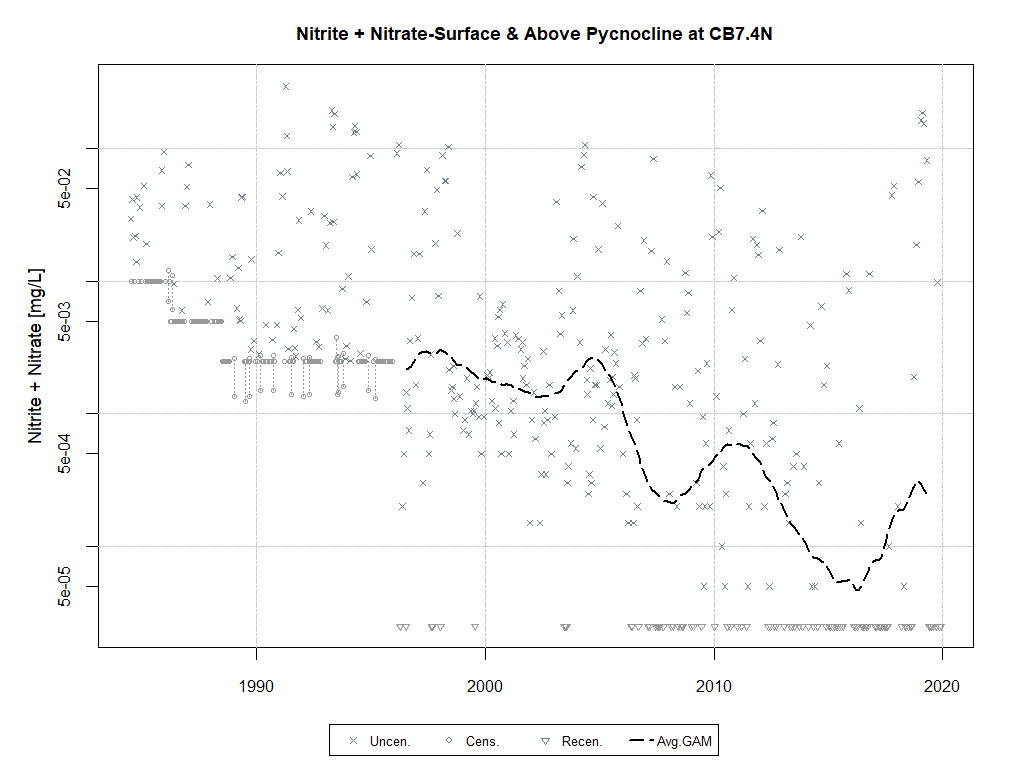 Nitrite + Nitrate-Surface & Above Pycnocline at CB7.4N
Nitrite + Nitrate [mg/L]
5e-02
5e-03
5e-04
5e-05
1990 2000 2010 2020
Uncen. Cens. Recen. Avg.GAM